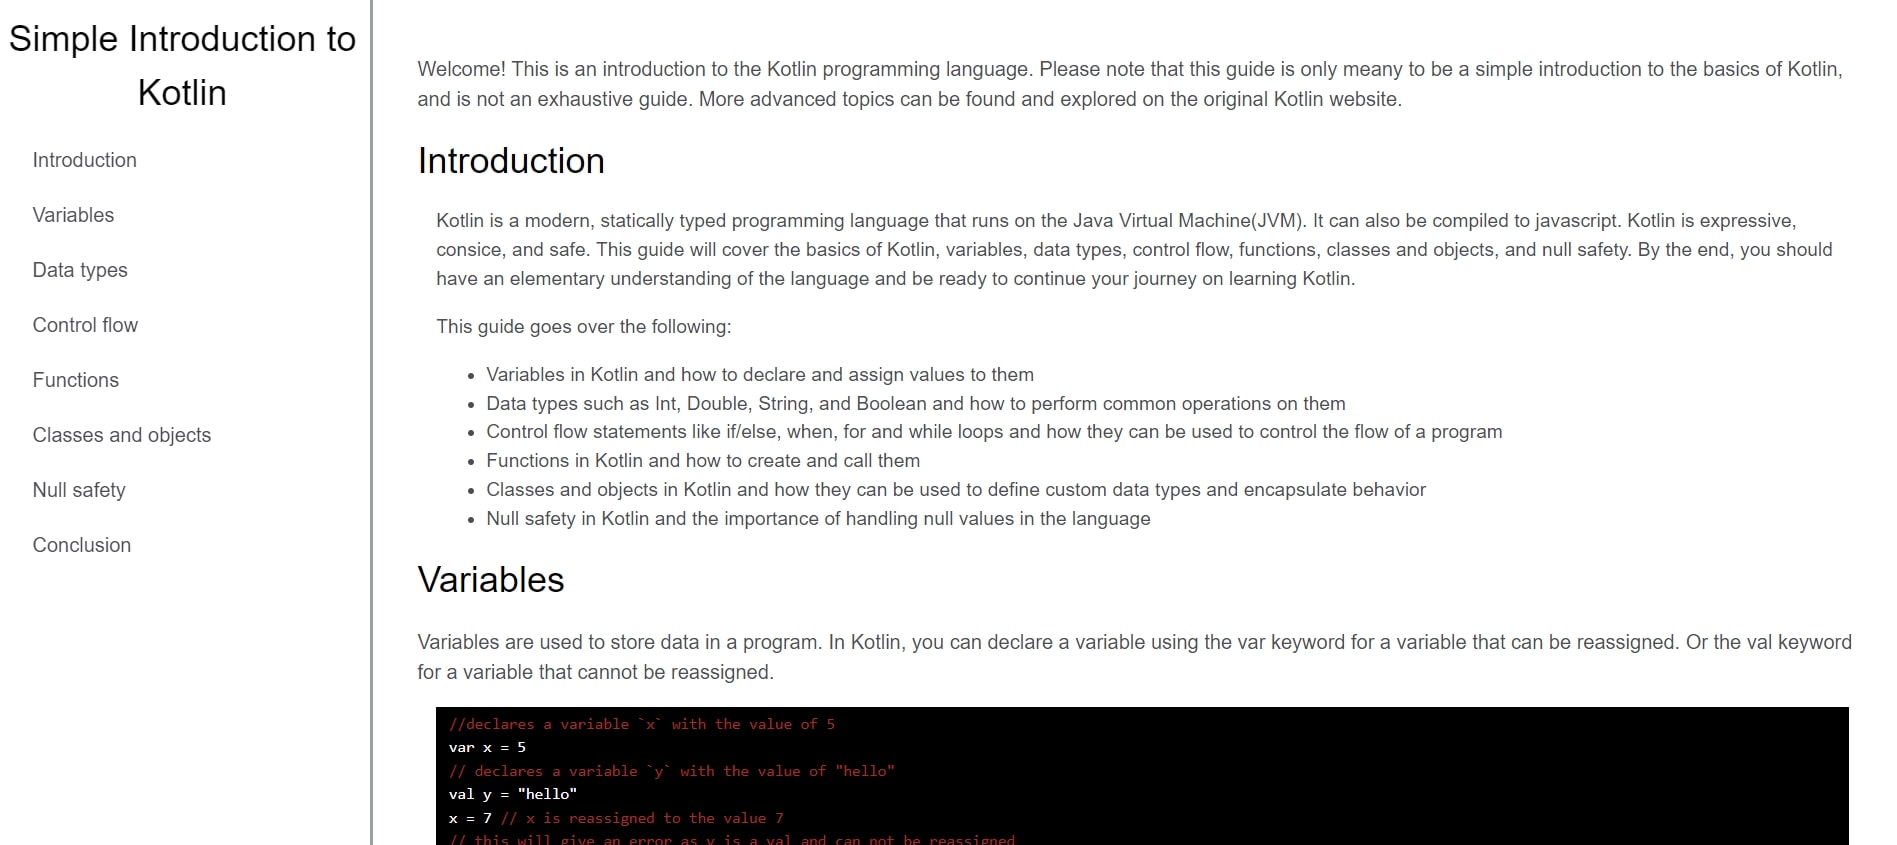 Simple Introduction to
Kotlin
Introduction
Variables
Data types
Control flow
Functions
Classes and objects
Null safety
Conclusion
Welcome! This is an introduction to the Kotlin programming language. Please note that this guide is only meany to be a simple introduction to the basics of Kotlin,
and is not an exhaustive guide. More advanced topics can be found and explored on the original Kotlin website.
Introduction
Kotlin is a modern, statically typed programming language that runs on the Java Virtual Machine(JVM). It can also be compiled to javascript. Kotlin is expressive,
consice, and safe. This guide will cover the basics of Kotlin, variables, data types, control flow, functions, classes and objects, and null safety. By the end, you should
have an elementary understanding of the language and be ready to continue your journey on learning Kotlin.
This guide goes over the following:
• Variables in Kotlin and how to declare and assign values to them
• Data types such as Int, Double, String, and Boolean and how to perform common operations on them
• Control flow statements like if/else, when, for and while loops and how they can be used to control the flow of a program
• Functions in Kotlin and how to create and call them
• Classes and objects in Kotlin and how they can be used to define custom data types and encapsulate behavior
• Null safety in Kotlin and the importance of handling null values in the language
Variables
Variables are used to store data in a program. In Kotlin, you can declare a variable using the var keyword for a variable that can be reassigned. Or the val keyword
for a variable that cannot be reassigned.
//declares a variable `x` with the value of 5
var x = 5
// declares a variable `y` with the value of "hello"
val y = "hello"
x = 7 // x is reassigned to the value 7
// this will give an error as y is a val and can not be reassigned